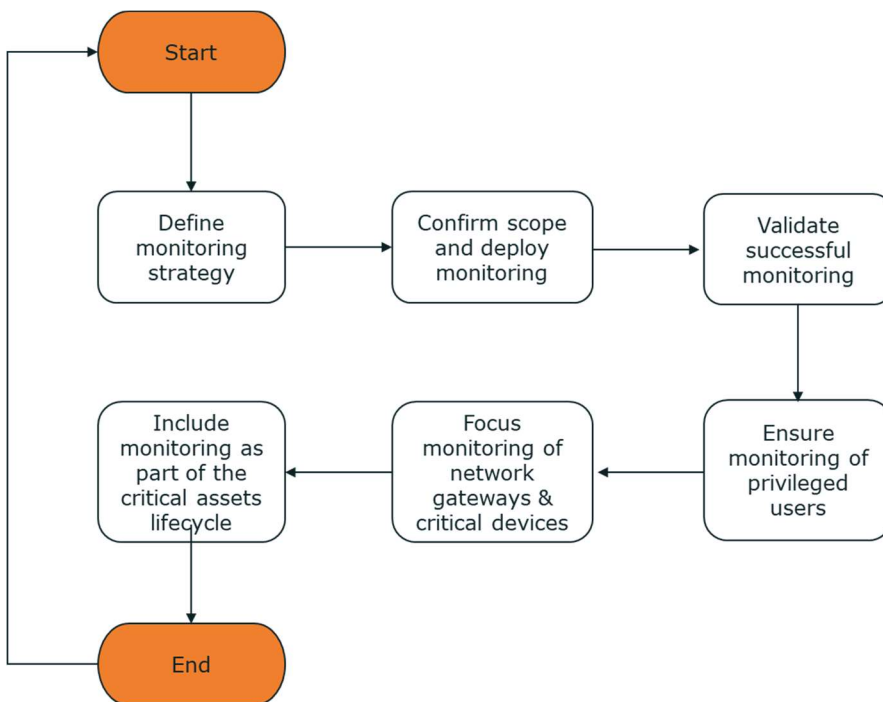 Start
Define
monitoring
strategy
Confirm scope
and deploy
monitoring
Validate
successful
monitoring
Ensure
monitoring of
privileged
users
Focus
monitoring of
network
gateways &
critical devices
Include
monitoring as
part of the
critical assets
lifecycle
End